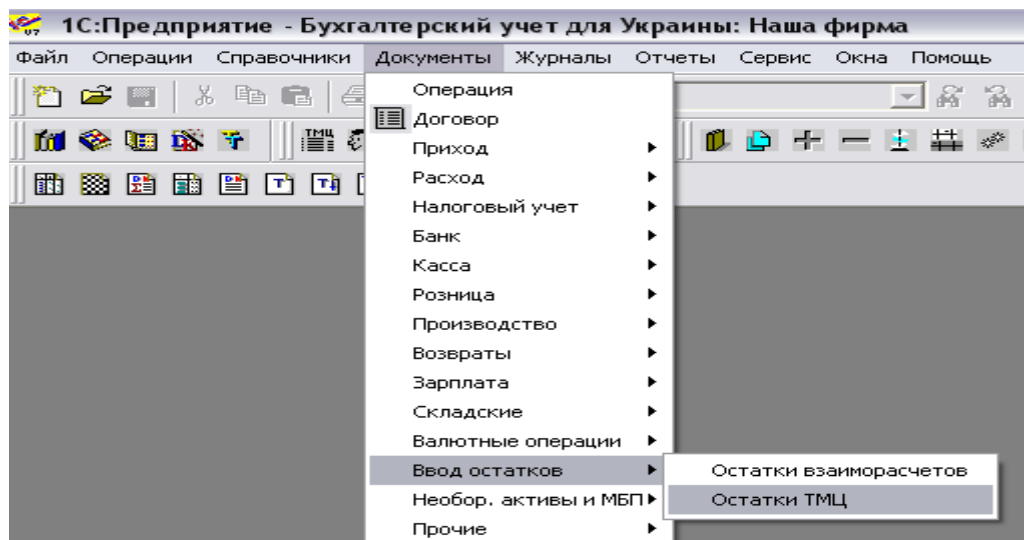 1С:Предприятие - Бухгалтерский учет для Украины: Наша фирма
Файл Операции Справочники Документы Журналы Отчеты Сервис Окна Помощь
Операция
Договор
Приход
Расход
Налоговый учет
Банк
Касса
Розница
Производство
Возвраты
Зарплата
Складские
Валютные операции
Ввод остатков
Остатки взаиморасчетов
Необор. активы и МБП
Остатки ТМЦ
Прочие